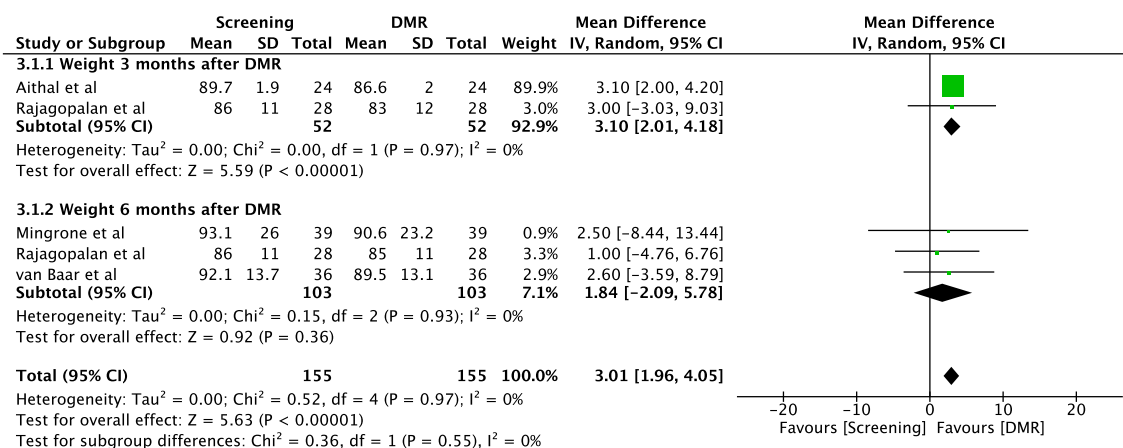 Screening DMR Mean Difference Mean Difference
Study or Subgroup Mean SD Total Mean SD Total Weight IV, Random, 95% CI IV, Random, 95% CI
3.1.1 Weight 3 months after DMR
Aithal et al 89.7 1.9 24 86.6 2 24 89.9% 3.10 [2.00, 4.20]
Rajagopalan et al 86 11 28 83 12 28 3.0% 3.00 [−3.03, 9.03]
Subtotal (95% CI) 52 52 92.9% 3.10 [2.01, 4.18]
Heterogeneity: Tau² = 0.00; Chi² = 0.00, df = 1 (P = 0.97); I² = 0%
Test for overall effect: Z = 5.59 (P < 0.00001)
3.1.2 Weight 6 months after DMR
Mingrone et al 93.1 26 39 90.6 23.2 39 0.9% 2.50 [−8.44, 13.44]
Rajagopalan et al 86 11 28 85 11 28 3.3% 1.00 [−4.76, 6.76]
van Baar et al 92.1 13.7 36 89.5 13.1 36 2.9% 2.60 [−3.59, 8.79]
Subtotal (95% CI) 103 103 7.1% 1.84 [−2.09, 5.78]
Heterogeneity: Tau² = 0.00; Chi² = 0.15, df = 2 (P = 0.93); I² = 0%
Test for overall effect: Z = 0.92 (P = 0.36)
Total (95% CI) 155 155 100.0% 3.01 [1.96, 4.05]
Heterogeneity: Tau² = 0.00; Chi² = 0.52, df = 4 (P = 0.97); I² = 0%
Test for overall effect: Z = 5.63 (P < 0.00001)
Test for subgroup differences: Chi² = 0.36, df = 1 (P = 0.55), I² = 0%
−20 −10 0 10 20
Favours [Screening] Favours [DMR]